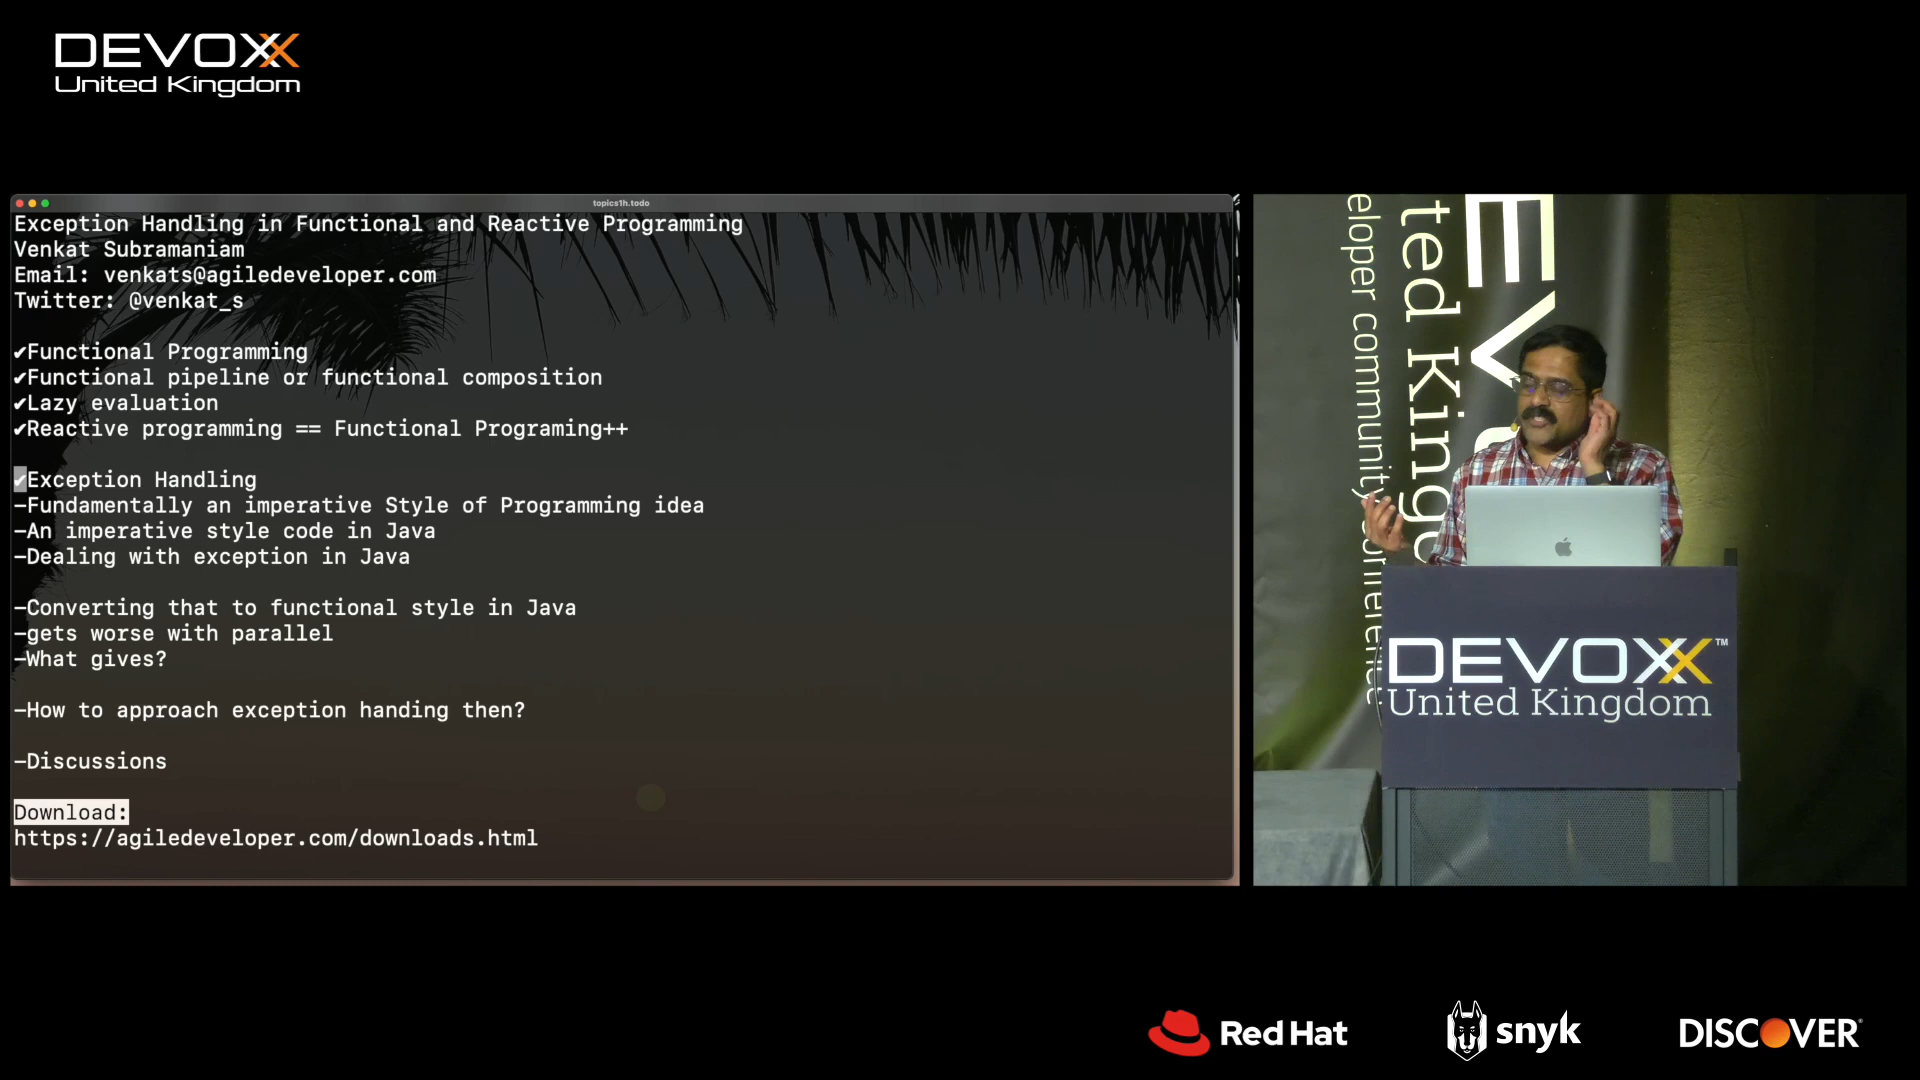 DEVOXX
United Kingdom
topics1h.todo
Exception Handling in Functional and Reactive Programming
Venkat Subramaniam
Email: venkats@agiledeveloper.com
Twitter: @venkat_s
✔Functional Programming
✔Functional pipeline or functional composition
✔Lazy evaluation
✔Reactive programming == Functional Programing++
✔Exception Handling
-Fundamentally an imperative Style of Programming idea
-An imperative style code in Java
-Dealing with exception in Java
-Converting that to functional style in Java
-gets worse with parallel
-What gives?
-How to approach exception handing then?
-Discussions
Download:
https://agiledeveloper.com/downloads.html
EVO
ted Kingdo
eloper community conference
DEVOXX™
United Kingdom
Red Hat
snyk
DISCOVER